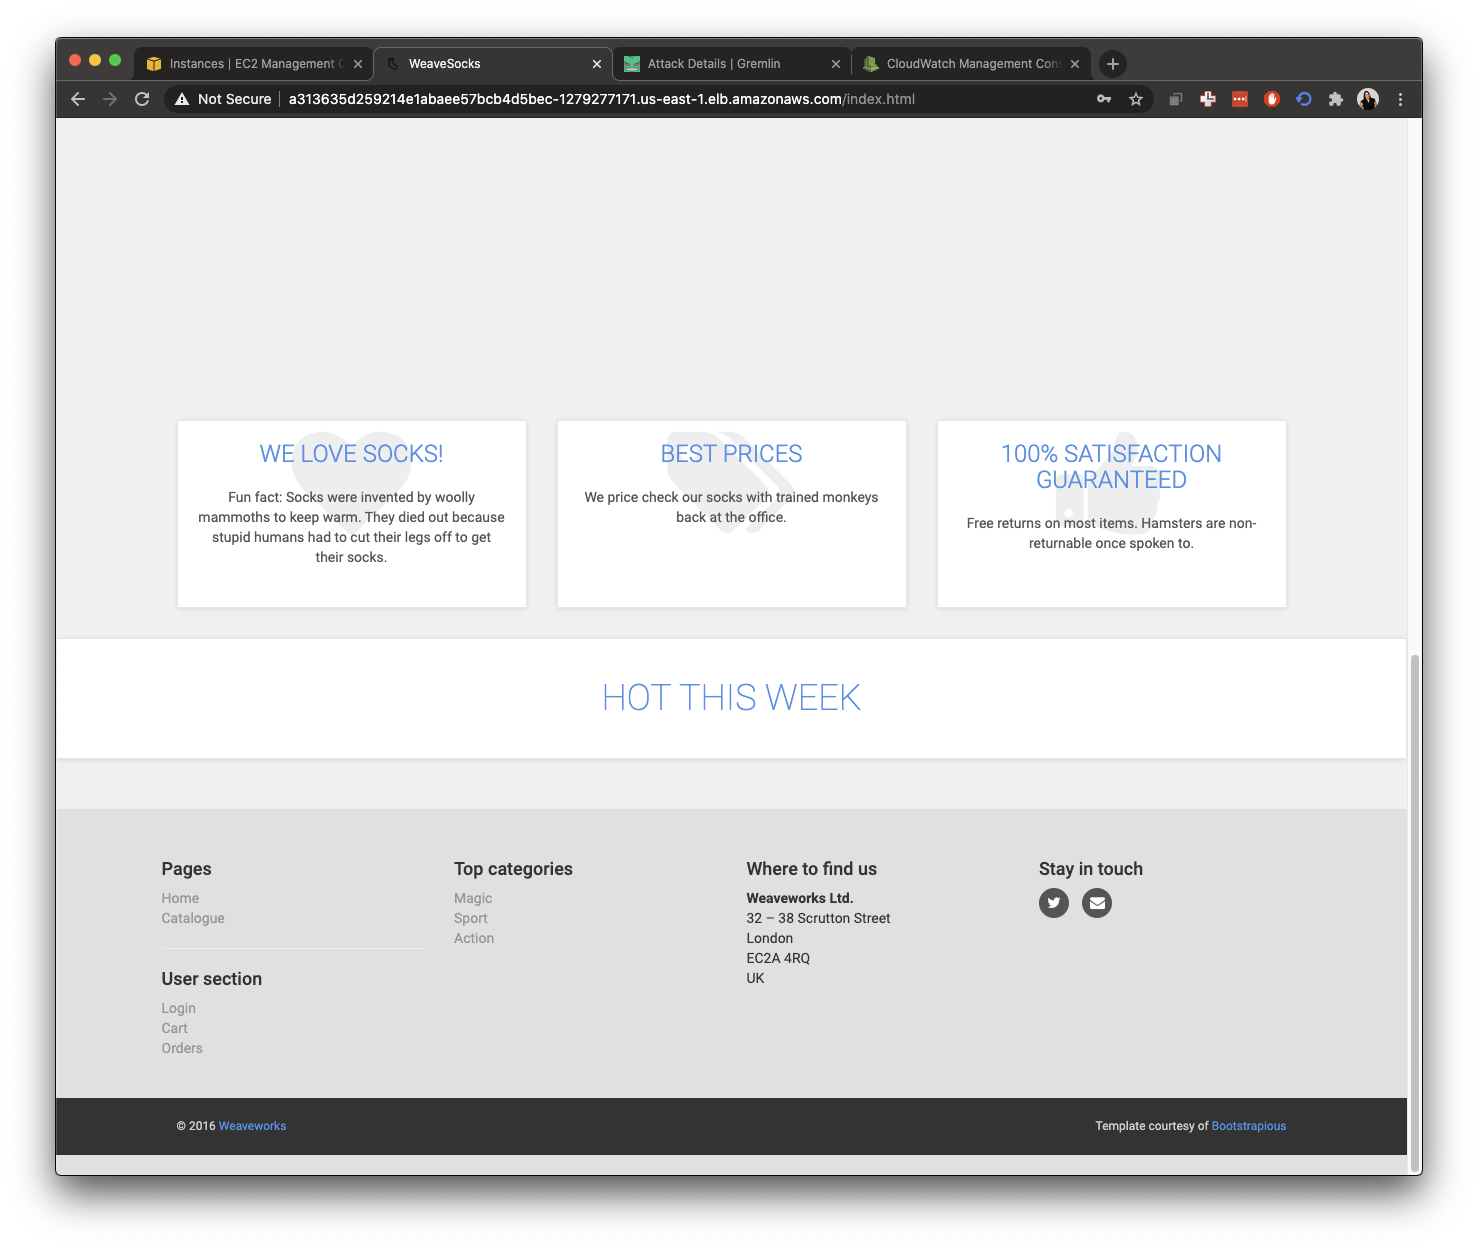 Instances | EC2 Management C
WeaveSocks
Attack Details | Gremlin
CloudWatch Management Con
Not Secure
a313635d259214e1abaee57bcb4d5bec-1279277171.us-east-1.elb.amazonaws.com/index.html
WE LOVE SOCKS!
Fun fact: Socks were invented by woolly
mammoths to keep warm. They died out because
stupid humans had to cut their legs off to get
their socks.
BEST PRICES
We price check our socks with trained monkeys
back at the office.
100% SATISFACTION
GUARANTEED
Free returns on most items. Hamsters are non-
returnable once spoken to.
HOT THIS WEEK
Pages
Home
Catalogue
User section
Login
Cart
Orders
Top categories
Magic
Sport
Action
Where to find us
Weaveworks Ltd.
32 – 38 Scrutton Street
London
EC2A 4RQ
UK
Stay in touch
© 2016 Weaveworks
Template courtesy of Bootstrapious